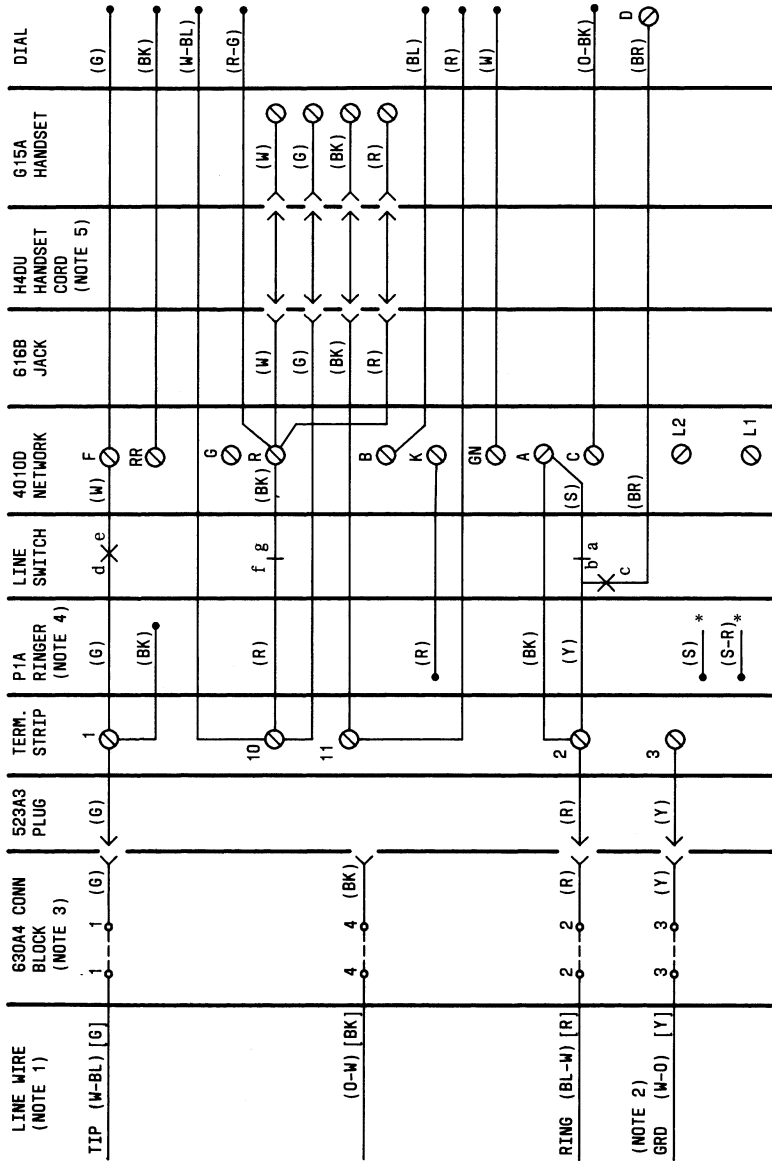 LINE WIRE
(NOTE 1)
630A4 CONN
BLOCK
(NOTE 3)
523A3
PLUG
TERM.
STRIP
P1A
RINGER
(NOTE 4)
LINE
SWITCH
4010D
NETWORK
616B
JACK
H4DU
HANDSET
CORD
(NOTE 5)
G15A
HANDSET
DIAL
TIP (W-BL) [G]
1 1 (G)
(G)
1
(G)
d e
(W) F
(G)
(BK)
RR
(BK)
(W-BL)
(R-G)
G
10
(R)
f g
(BK) R
(W)
(W)
(G)
(G)
11
(BK)
(BK)
(R)
(R)
(O-W) [BK]
4 4 (BK)
B
(BL)
(R)
K
(R)
GN
(W)
(BK)
A
RING (BL-W) [R]
2 2 (R)
(R)
2
(Y)
b a
(S)
C
(O-BK)
c
(BR)
(BR)
D
(NOTE 2)
GRD (W-O) [Y]
3 3 (Y)
(Y)
3
(S) *
L2
(S-R) *
L1